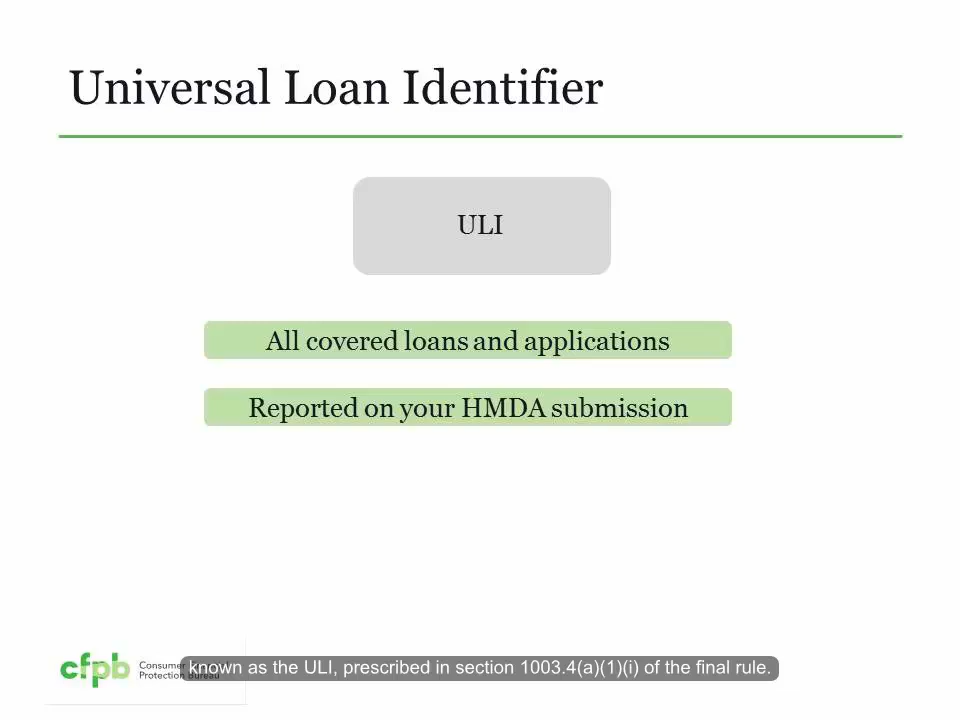 Universal Loan Identifier
ULI
All covered loans and applications
Reported on your HMDA submission
cfpb
Consumer
Protection Bureau
known as the ULI, prescribed in section 1003.4(a)(1)(i) of the final rule.